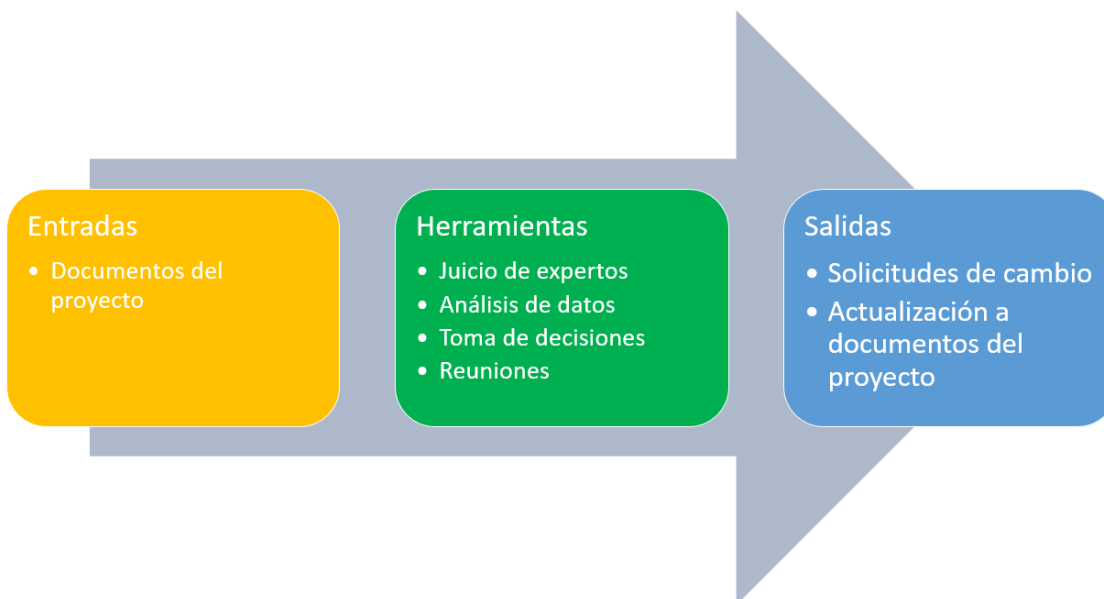 Entradas
• Documentos del
proyecto
Herramientas
• Juicio de expertos
• Análisis de datos
• Toma de decisiones
• Reuniones
Salidas
• Solicitudes de cambio
• Actualización a
documentos del
proyecto